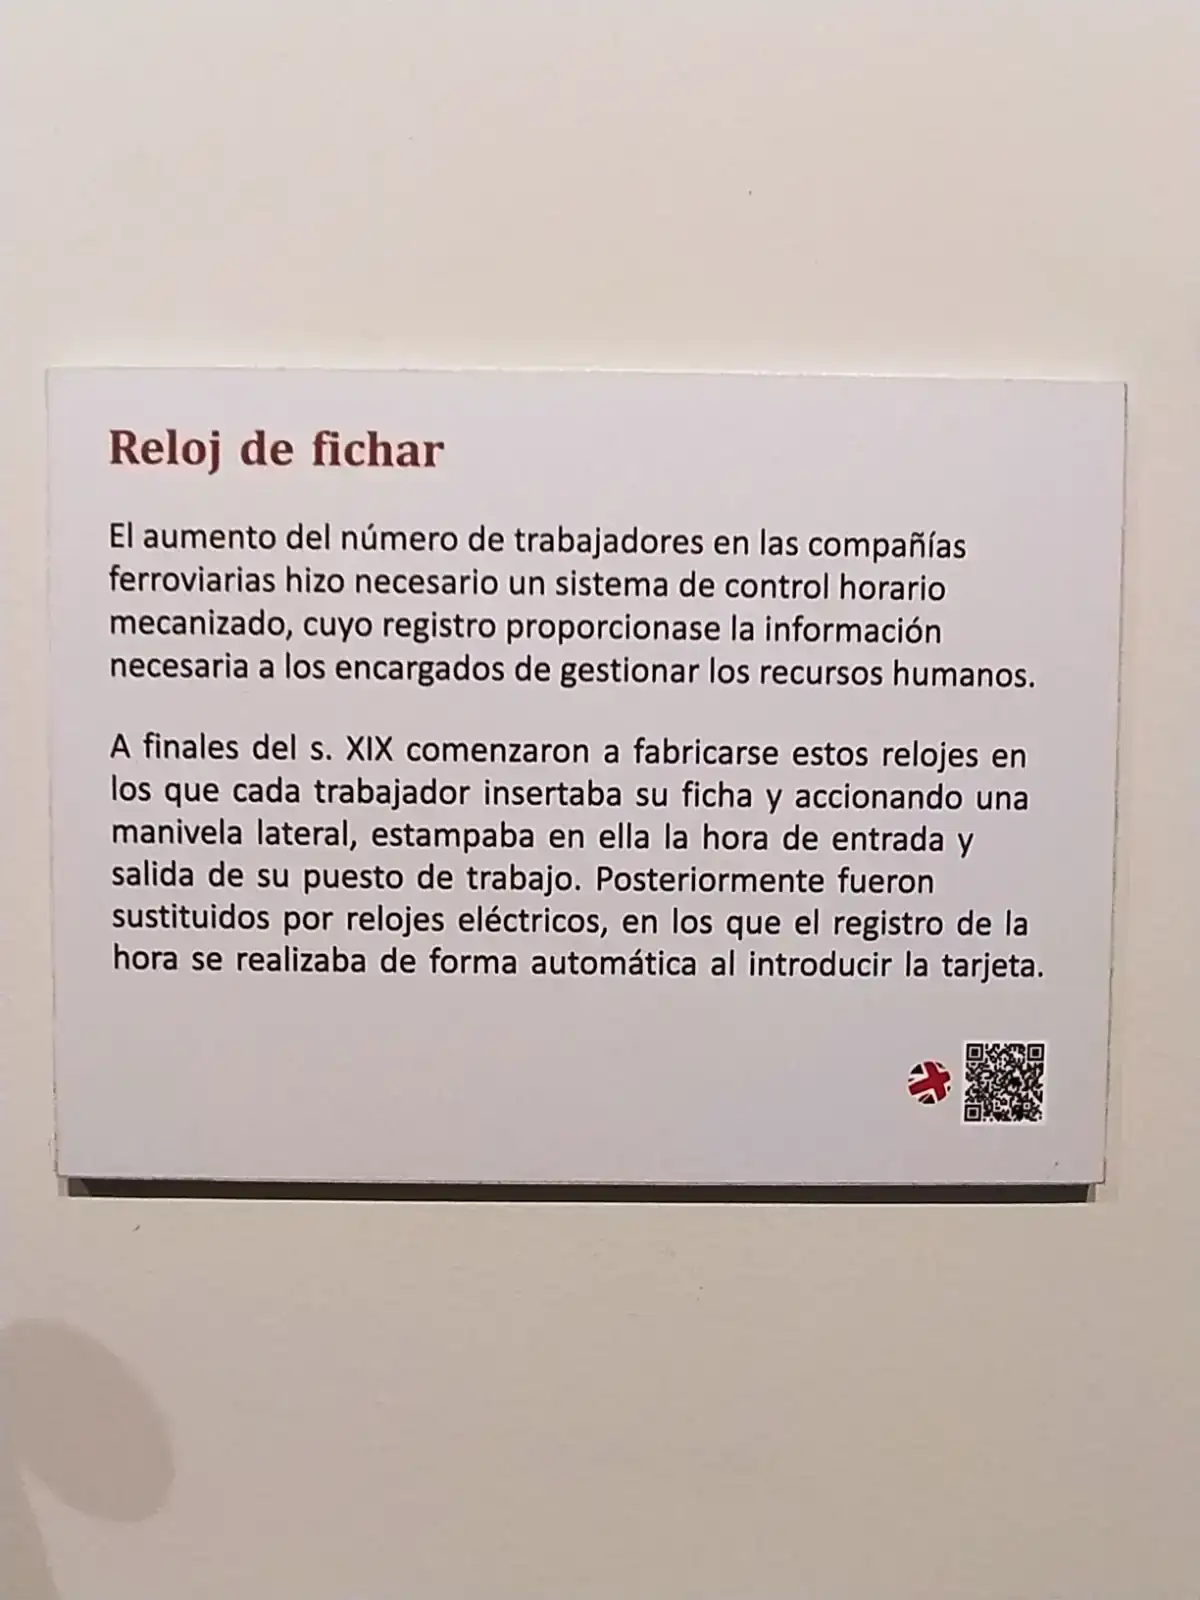 Reloj de fichar
El aumento del número de trabajadores en las compañías
ferroviarias hizo necesario un sistema de control horario
mecanizado, cuyo registro proporcionase la información
necesaria a los encargados de gestionar los recursos humanos.
A finales del s. XIX comenzaron a fabricarse estos relojes en
los que cada trabajador insertaba su ficha y accionando una
manivela lateral, estampaba en ella la hora de entrada y
salida de su puesto de trabajo. Posteriormente fueron
sustituidos por relojes eléctricos, en los que el registro de la
hora se realizaba de forma automática al introducir la tarjeta.